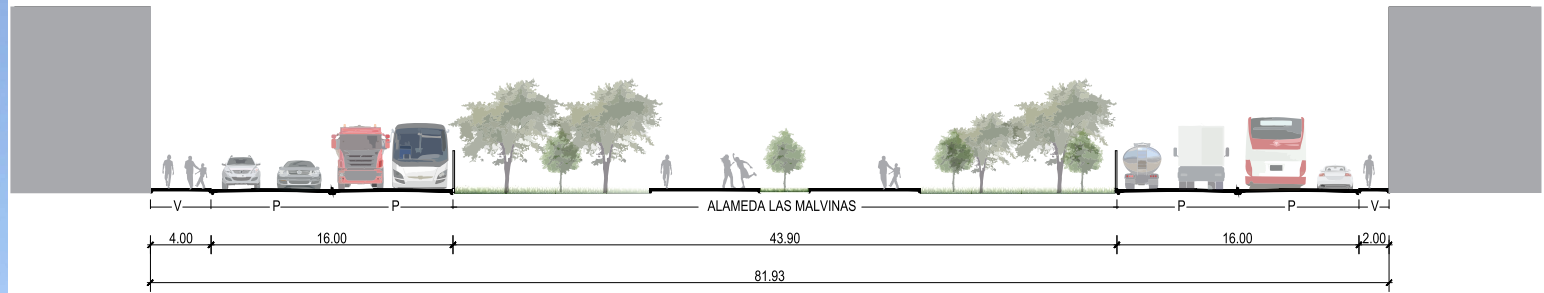 V P P ALAMEDA LAS MALVINAS P P V
4.00 16.00 43.90 16.00 2.00
81.93